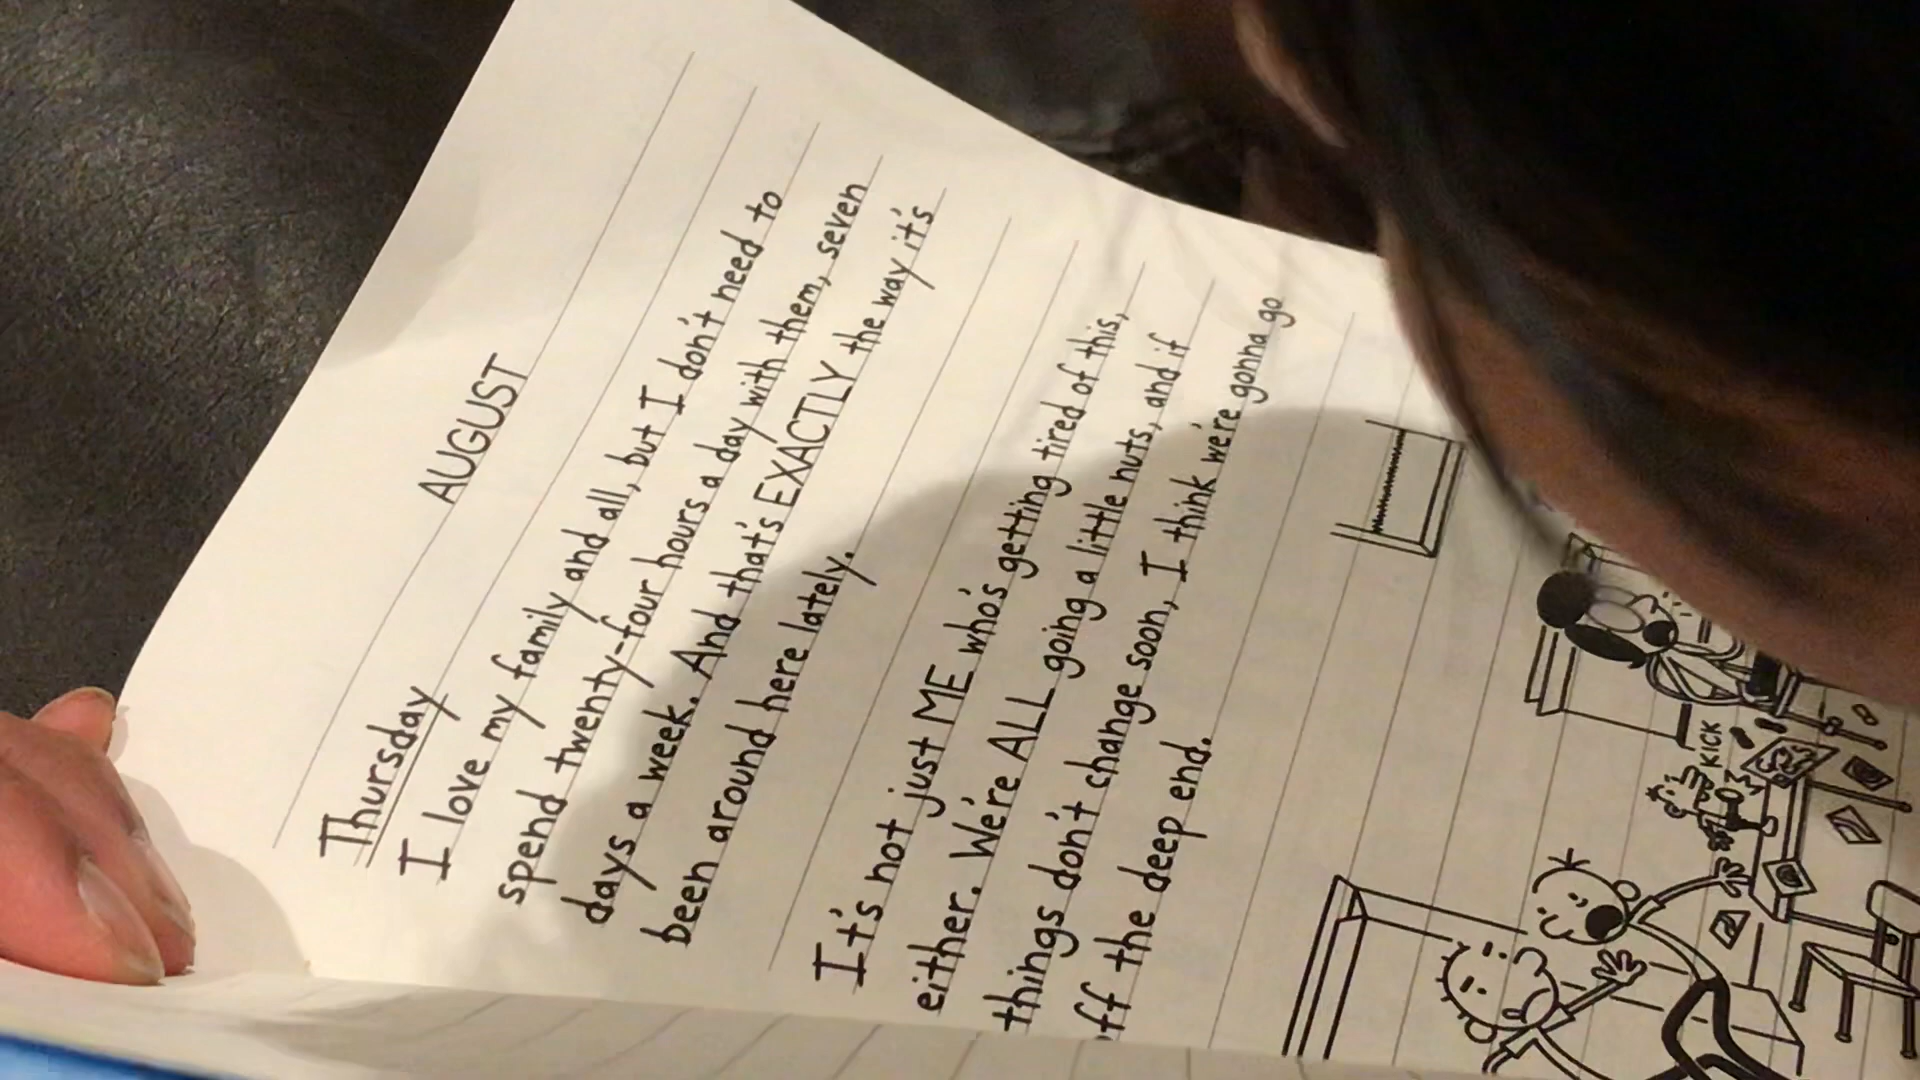 AUGUST
Thursday
I love my family and all, but I don't need to
spend twenty-four hours a day with them, seven
days a week. And that's EXACTLY the way it's
been around here lately.
It's not just ME who's getting tired of this,
either. We're ALL going a little nuts, and if
things don't change soon, I think we're gonna go
off the deep end.
KICK